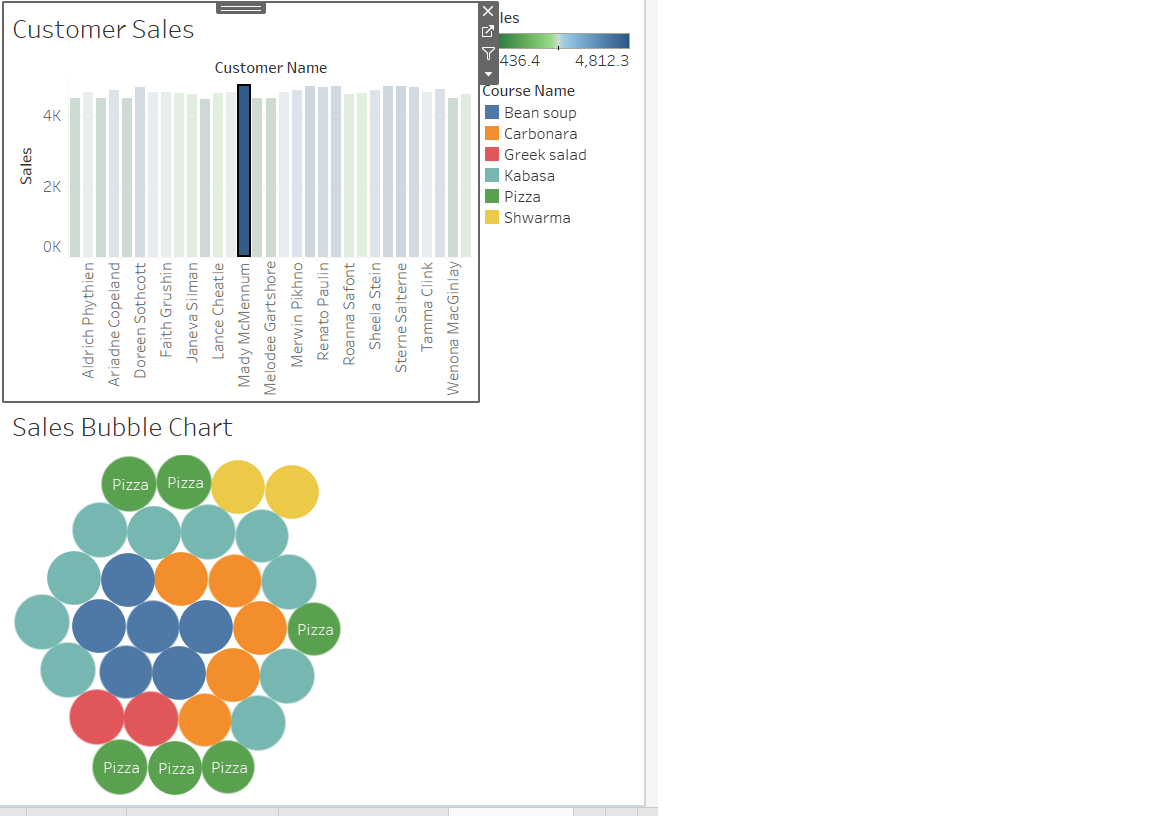 Customer Sales
Customer Name
Sales
4K
2K
0K
Aldrich Phythien
Ariadne Copeland
Doreen Sothcott
Faith Grushin
Janeva Silman
Lance Cheatle
Mady McMennum
Melodee Gartshore
Merwin Pikhno
Renato Paulin
Roanna Safont
Sheela Stein
Sterne Salterne
Tamma Clink
Wenona MacGinlay
les
436.4 4,812.3
Course Name
Bean soup
Carbonara
Greek salad
Kabasa
Pizza
Shwarma
Sales Bubble Chart
Pizza Pizza
Pizza
Pizza Pizza Pizza